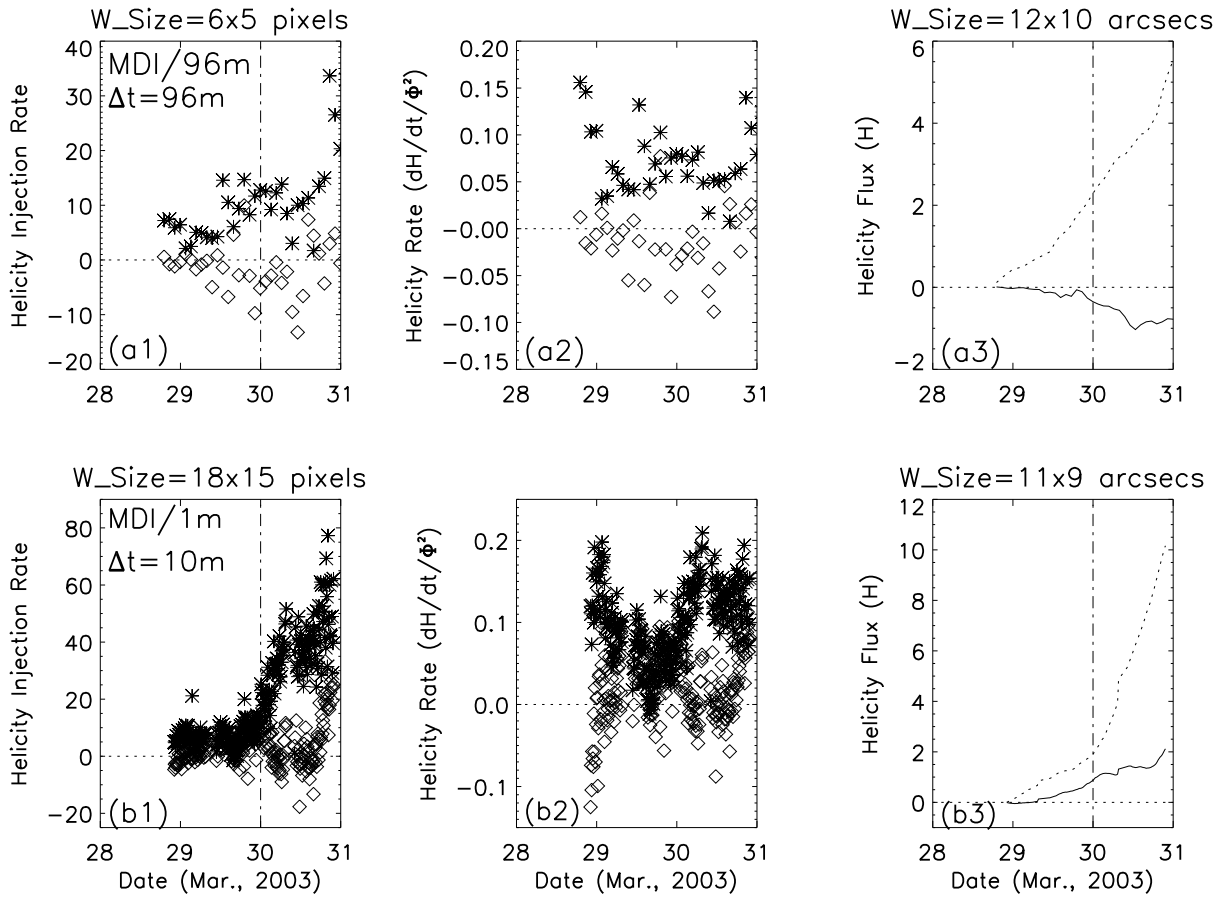 W_Size=6x5 pixels
W_Size=12x10 arcsecs
Helicity Injection Rate
40
30
20
10
0
−10
−20
MDI/96m
Δt=96m
(a1)
28 29 30 31
Helicity Rate (dH/dt/Φ²)
0.20
0.15
0.10
0.05
−0.00
−0.05
−0.10
−0.15
(a2)
28 29 30 31
Helicity Flux (H)
6
4
2
0
−2
(a3)
28 29 30 31
W_Size=18x15 pixels
W_Size=11x9 arcsecs
Helicity Injection Rate
80
60
40
20
0
−20
MDI/1m
Δt=10m
(b1)
28 29 30 31
Date (Mar., 2003)
Helicity Rate (dH/dt/Φ²)
0.2
0.1
0.0
−0.1
(b2)
28 29 30 31
Date (Mar., 2003)
Helicity Flux (H)
12
10
8
6
4
2
0
(b3)
28 29 30 31
Date (Mar., 2003)